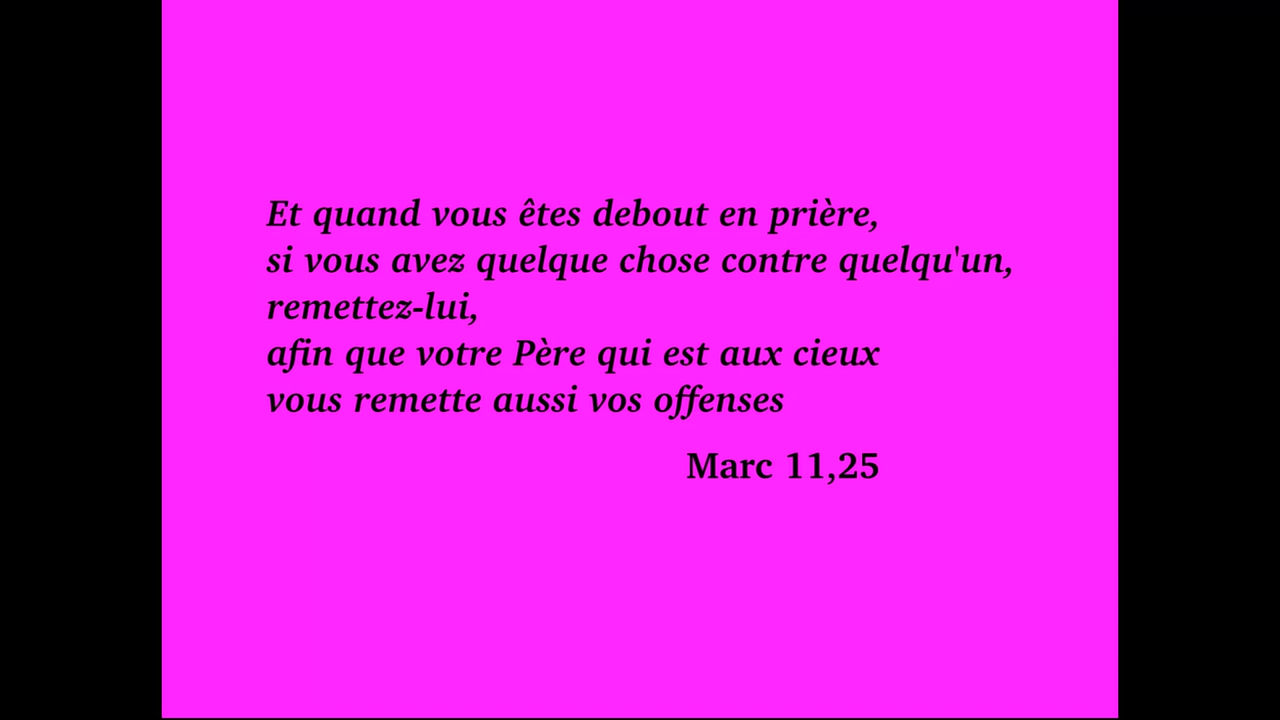 Et quand vous êtes debout en prière,
si vous avez quelque chose contre quelqu'un,
remettez-lui,
afin que votre Père qui est aux cieux
vous remette aussi vos offenses
Marc 11,25